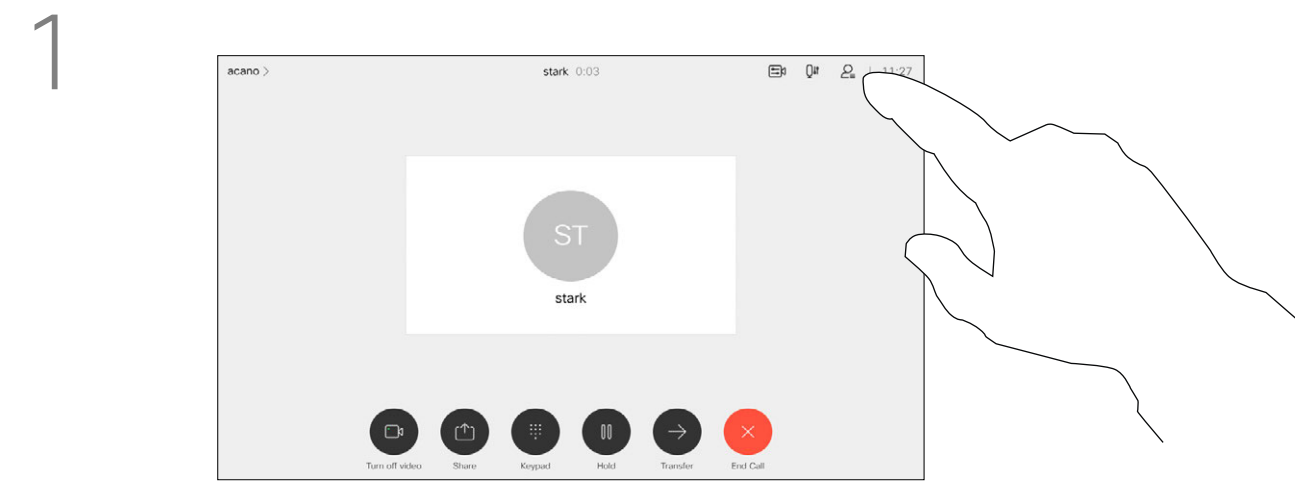 1
acano >
stark 0:03
11:27
ST
stark
Turn off video
Share
Keypad
Hold
Transfer
End Call